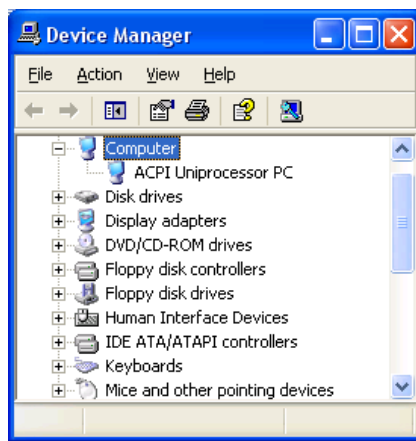 Device Manager
File Action View Help
Computer
ACPI Uniprocessor PC
Disk drives
Display adapters
DVD/CD-ROM drives
Floppy disk controllers
Floppy disk drives
Human Interface Devices
IDE ATA/ATAPI controllers
Keyboards
Mice and other pointing devices